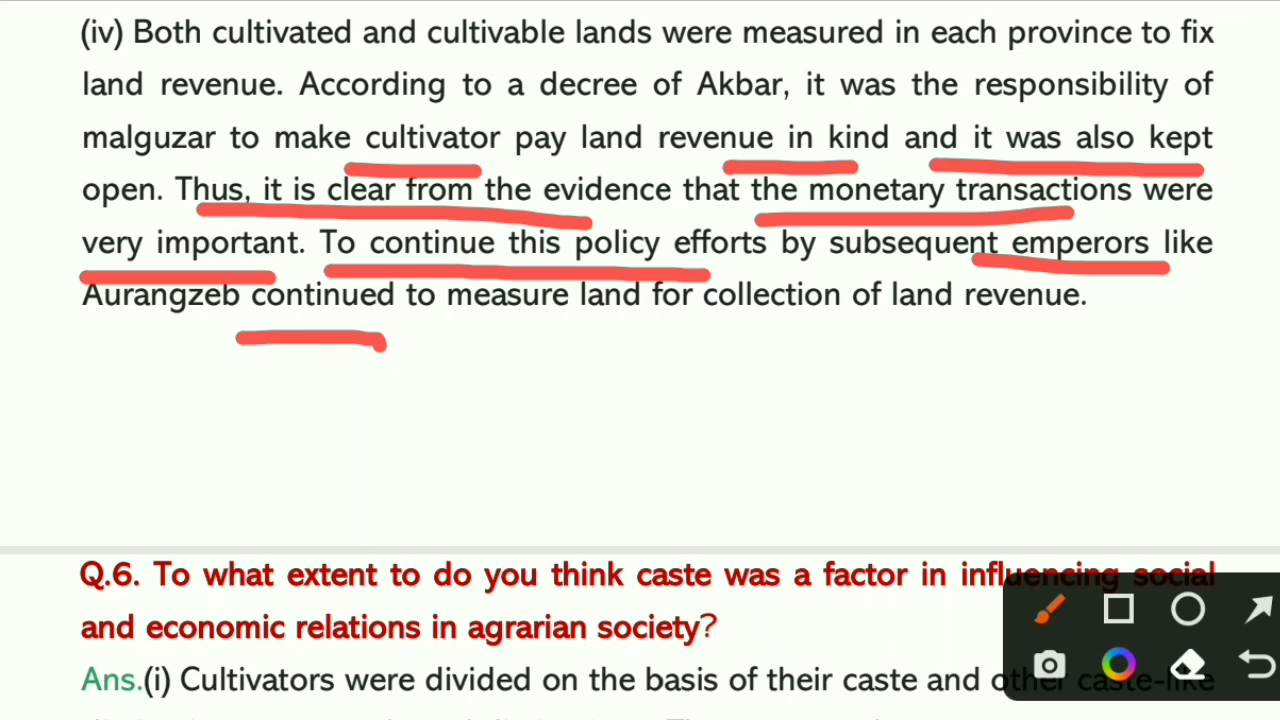 (iv) Both cultivated and cultivable lands were measured in each province to fix
land revenue. According to a decree of Akbar, it was the responsibility of
malguzar to make cultivator pay land revenue in kind and it was also kept
open. Thus, it is clear from the evidence that the monetary transactions were
very important. To continue this policy efforts by subsequent emperors like
Aurangzeb continued to measure land for collection of land revenue.
Q.6. To what extent to do you think caste was a factor in influencing social
and economic relations in agrarian society?
Ans.(i) Cultivators were divided on the basis of their caste and other caste-like